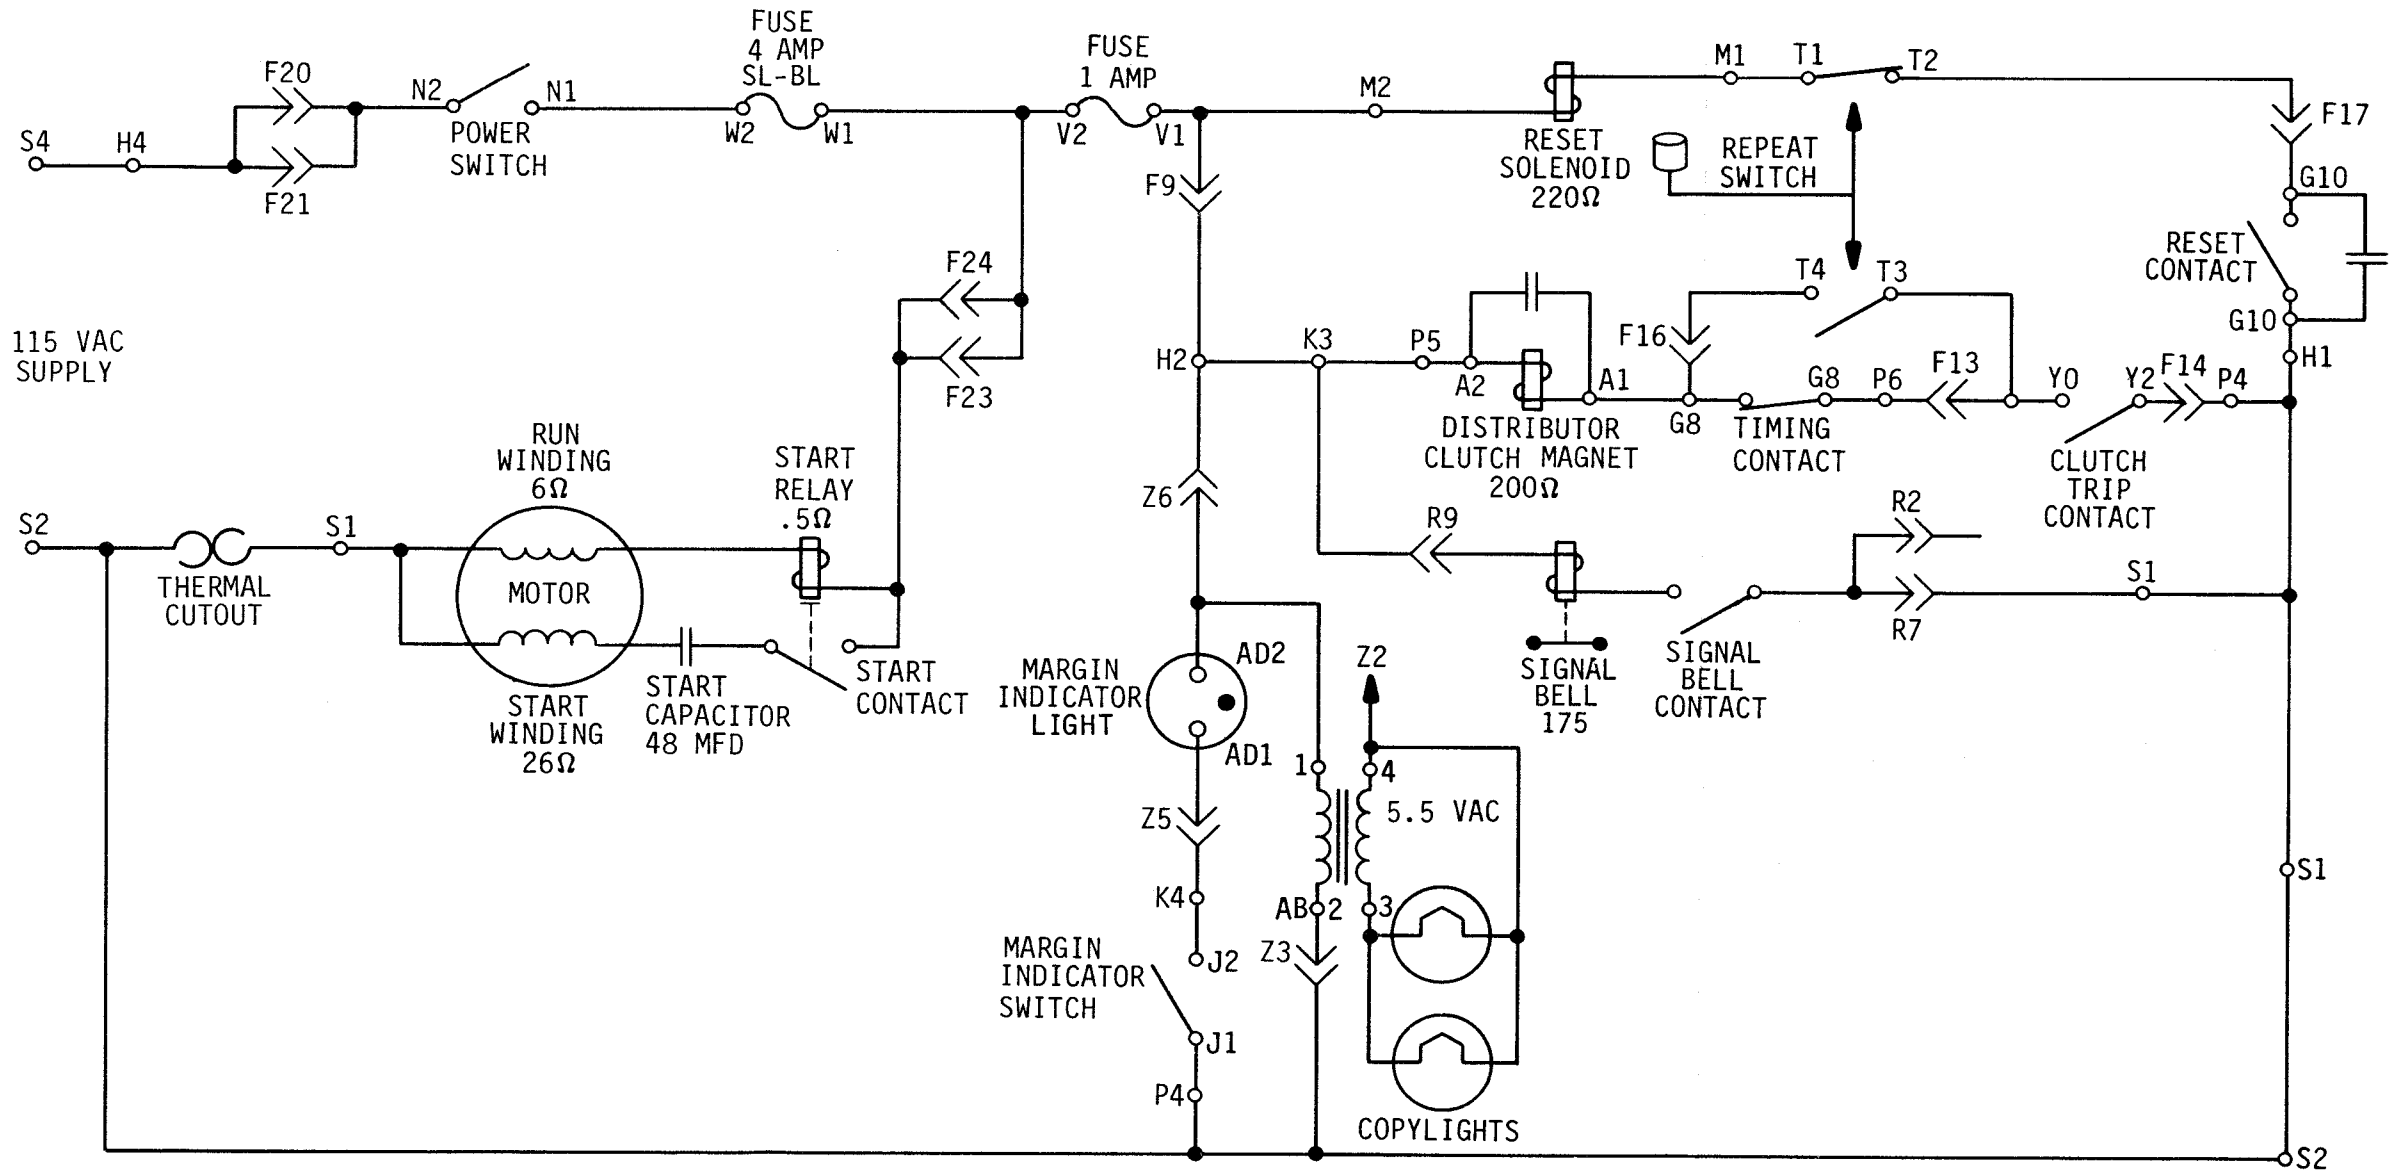 FUSE
4 AMP
SL-BL
FUSE
1 AMP
F20
N2
N1
W2
W1
V2
V1
M2
M1
T1
T2
F17
S4
H4
F21
POWER
SWITCH
F9
RESET
SOLENOID
220Ω
REPEAT
SWITCH
G10
RESET
CONTACT
G10
H1
F24
F23
T4
T3
F16
115 VAC
SUPPLY
H2
K3
P5
A2
A1
G8
G8
P6
F13
Y0
Y2
F14
P4
DISTRIBUTOR
CLUTCH MAGNET
200Ω
TIMING
CONTACT
CLUTCH
TRIP
CONTACT
RUN
WINDING
6Ω
START
RELAY
.5Ω
Z6
R9
R2
S2
S1
THERMAL
CUTOUT
MOTOR
START
WINDING
26Ω
START
CAPACITOR
48 MFD
START
CONTACT
MARGIN
INDICATOR
LIGHT
AD2
AD1
Z2
SIGNAL
BELL
175
SIGNAL
BELL
CONTACT
R7
S1
1
4
5.5 VAC
Z5
K4
AB
2
3
Z3
S1
MARGIN
INDICATOR
SWITCH
J2
J1
P4
COPYLIGHTS
S2